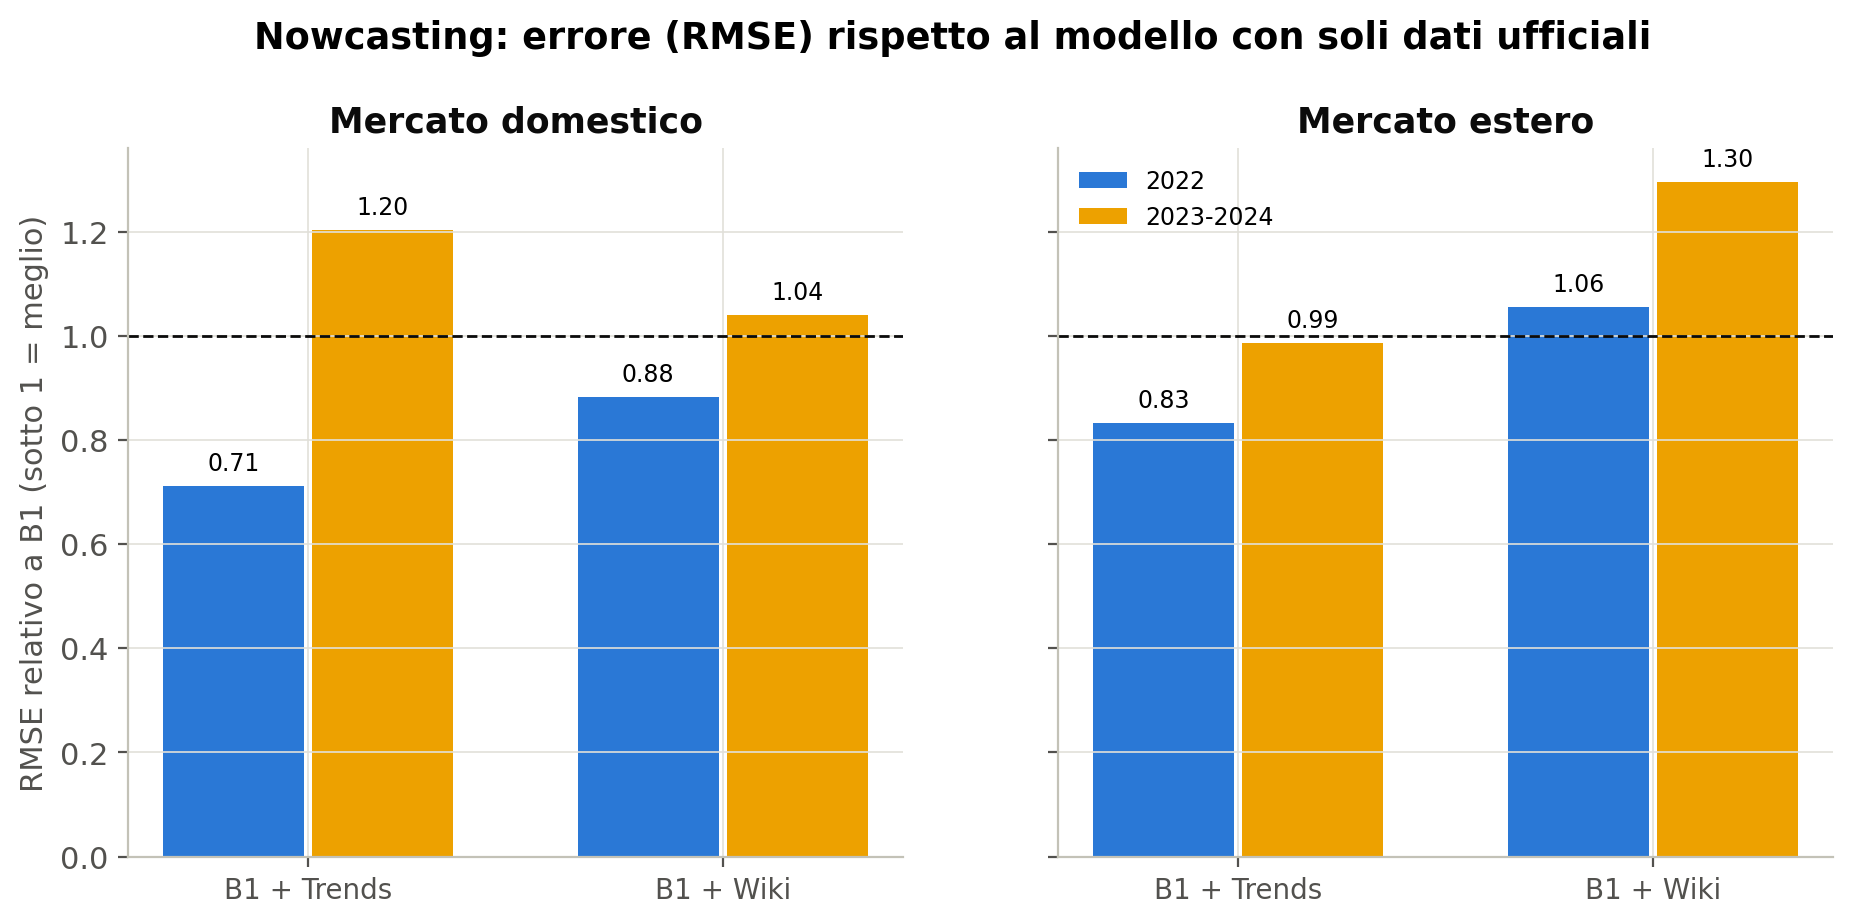 Nowcasting: errore (RMSE) rispetto al modello con soli dati ufficiali
Mercato domestico
RMSE relativo a B1 (sotto 1 = meglio)
1.2
1.0
0.8
0.6
0.4
0.2
0.0
0.71
1.20
0.88
1.04
B1 + Trends
B1 + Wiki
Mercato estero
2022
2023-2024
0.83
0.99
1.06
1.30
B1 + Trends
B1 + Wiki